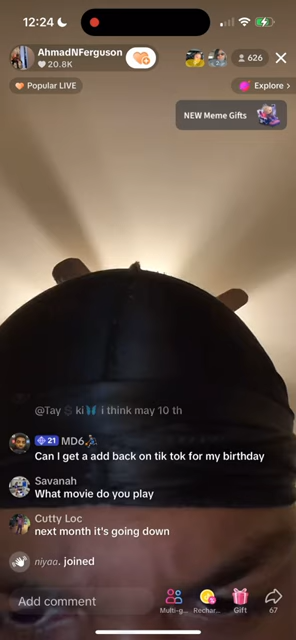 12:24
AhmadNFerguson
20.8K
626
Popular LIVE
Explore >
NEW Meme Gifts
@Tay S ki🦋 i think may 10 th
21 MD6
Can I get a add back on tik tok for my birthday
Savanah
What movie do you play
Cutty Loc
next month it's going down
niyaa. joined
Add comment
Multi-g...
Rechar...
Gift
67